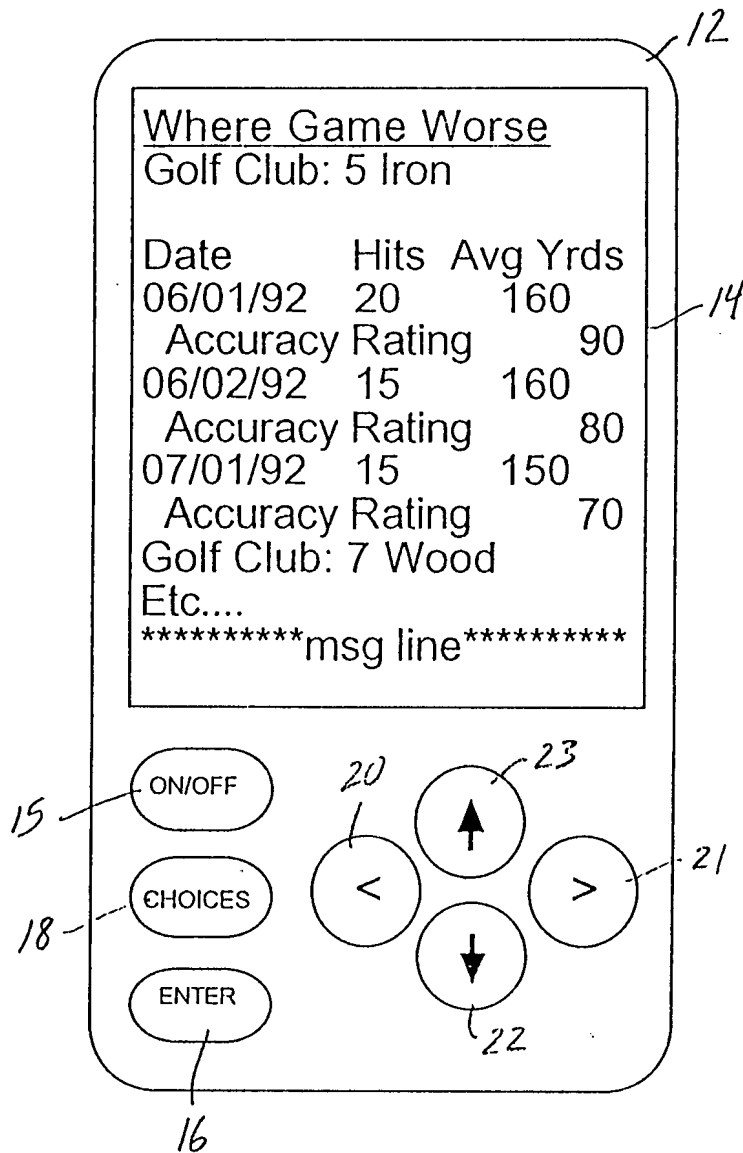 12
Where Game Worse
Golf Club: 5 Iron
Date Hits Avg Yrds
06/01/92 20 160
Accuracy Rating 90
06/02/92 15 160
Accuracy Rating 80
07/01/92 15 150
Accuracy Rating 70
Golf Club: 7 Wood
Etc....
**********msg line**********
14
ON/OFF
15
CHOICES
18
ENTER
16
20
<
23
>
21
22